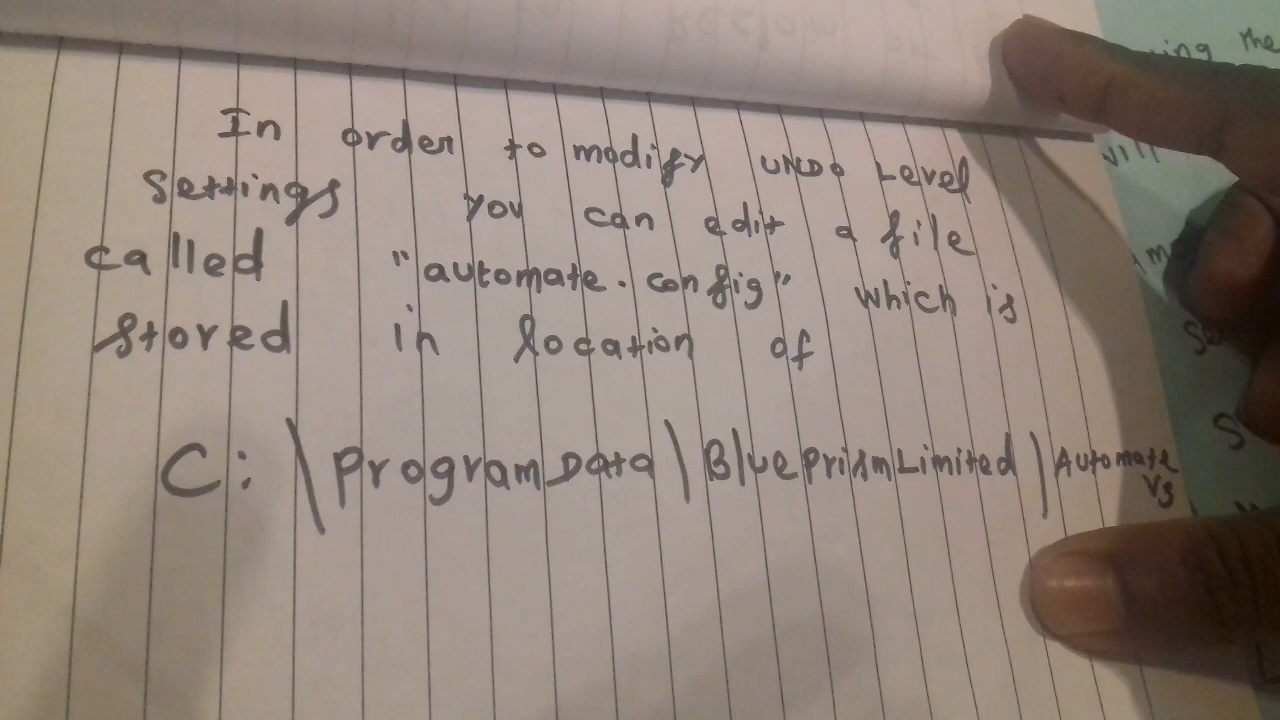 In order to modify UNDO Level
Settings you can edit a file
called "automate.config" which is
stored in location of
C:\ProgramData\BluePrismLimited\Automate
V3